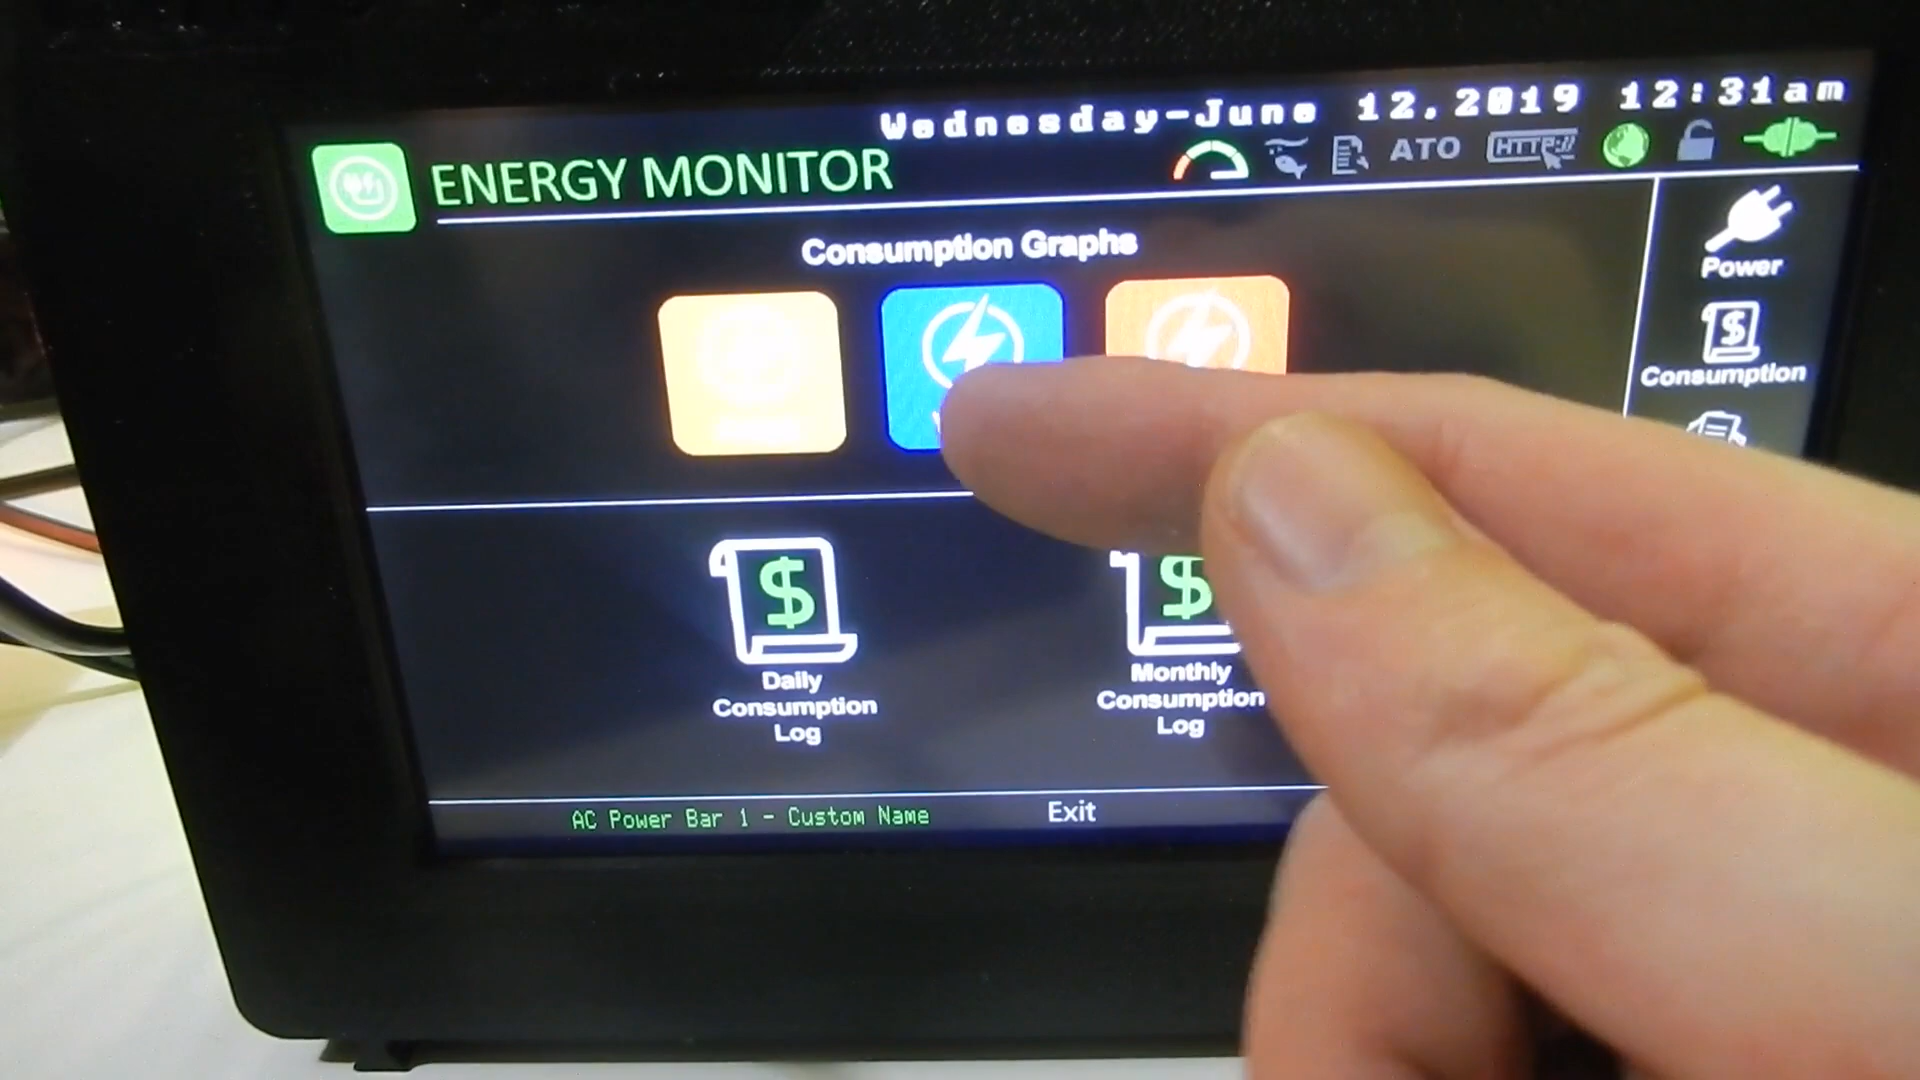 Wednesday-June 12,2019 12:31am
ENERGY MONITOR
ATO
HTTP://
Consumption Graphs
Power
Consumption
$
$
$
Daily
Consumption
Log
Monthly
Consumption
Log
AC Power Bar 1 - Custom Name
Exit